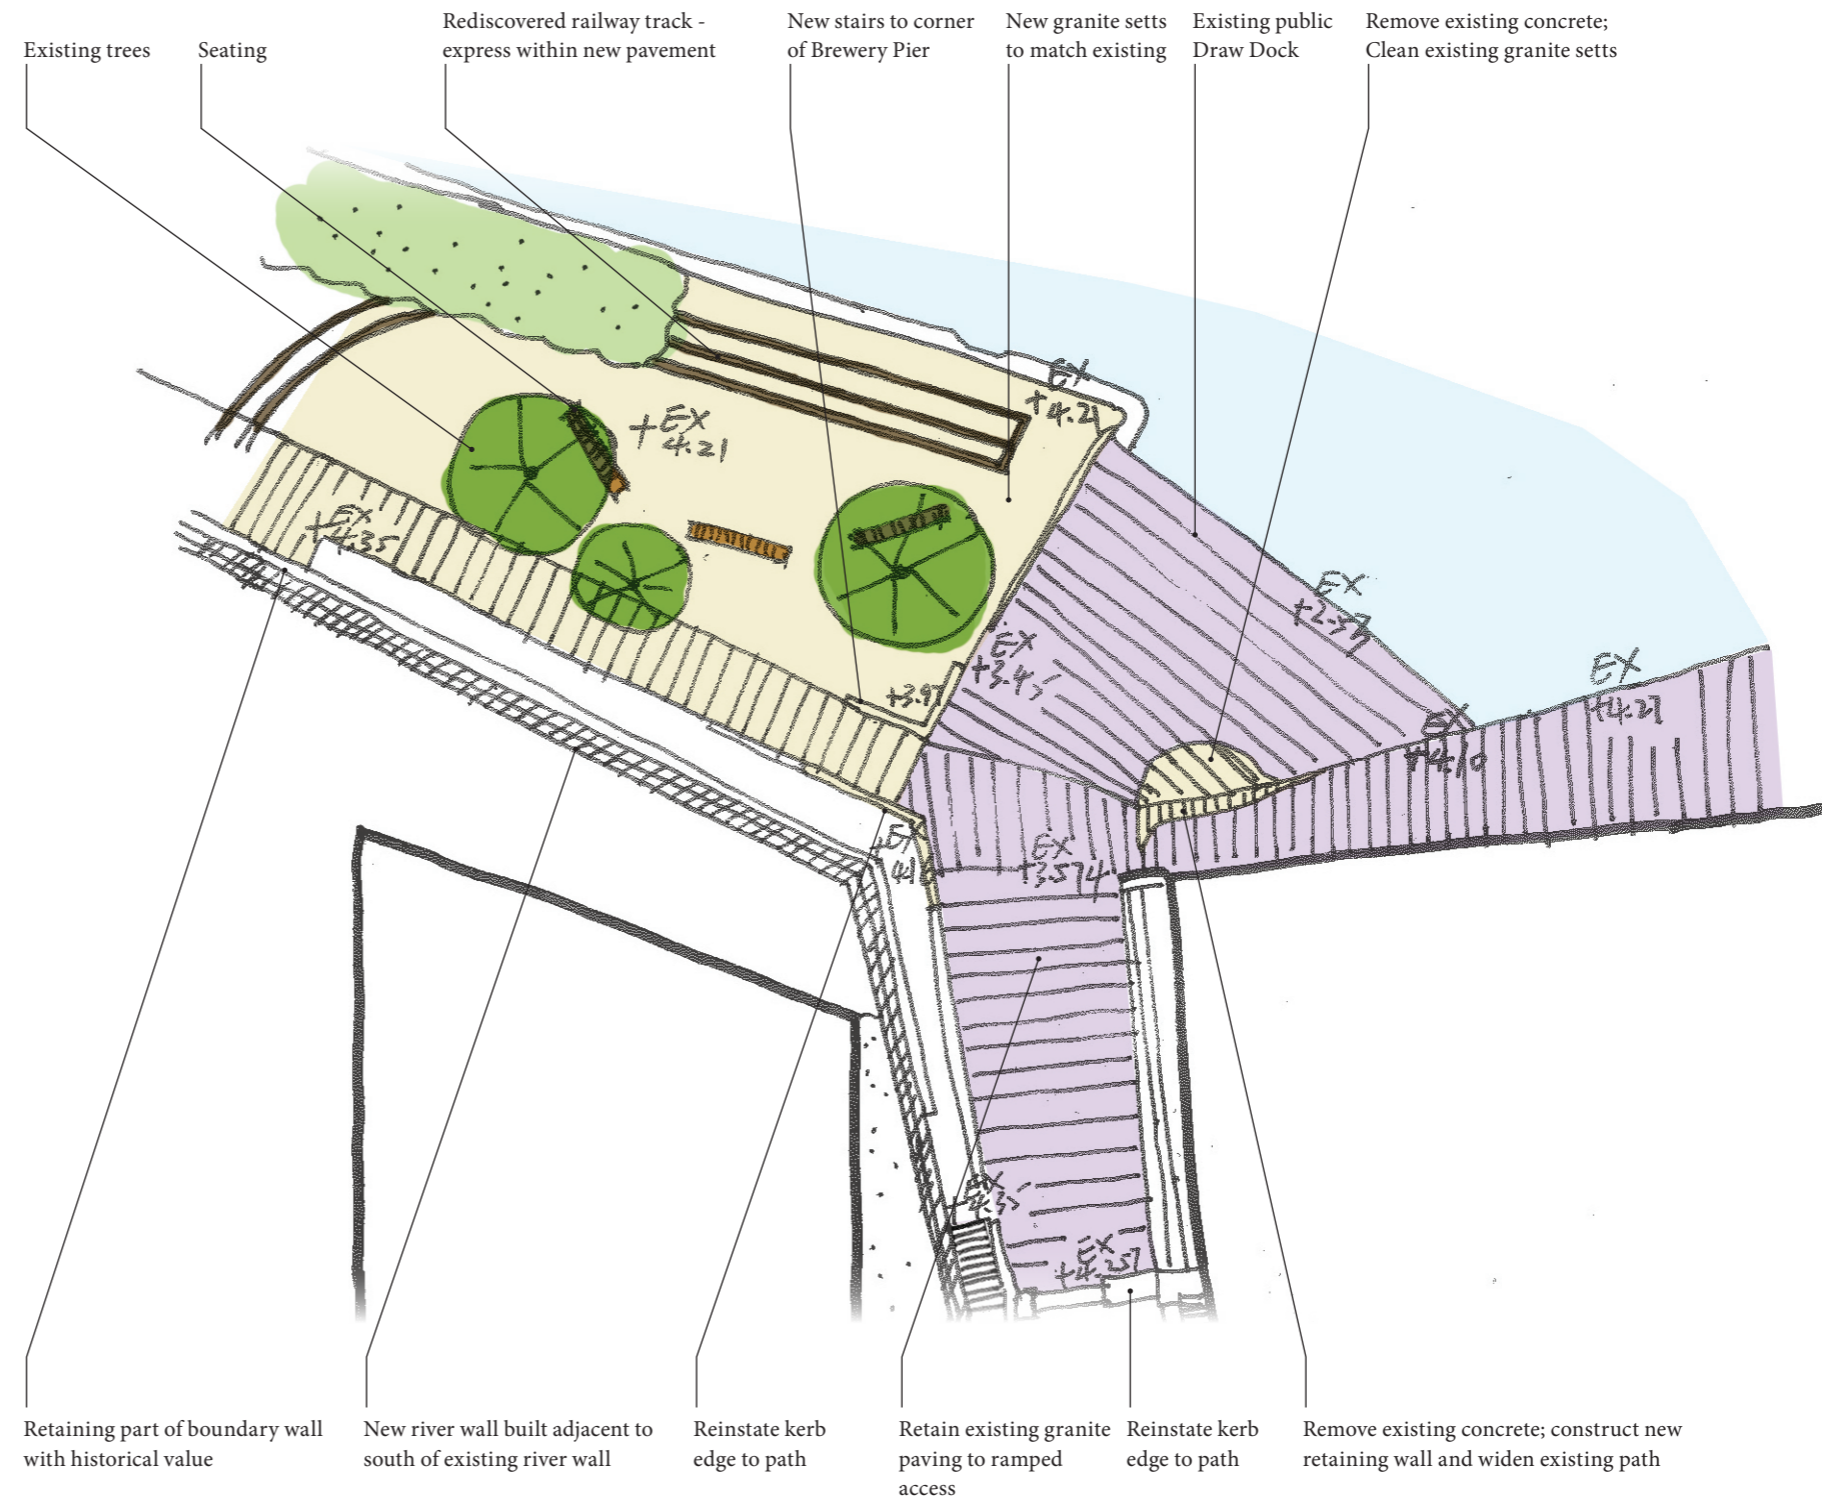 Existing trees
Seating
Rediscovered railway track -
express within new pavement
New stairs to corner
of Brewery Pier
New granite setts
to match existing
Existing public
Draw Dock
Remove existing concrete;
Clean existing granite setts
EX
+4.21
+EX
4.21
EX
+4.35
EX
EX
+3.45
+3.97
EX
+4.27
EX
EX
EX
+3.574
EX
4.35
EX
+4.257
Retaining part of boundary wall
with historical value
New river wall built adjacent to
south of existing river wall
Reinstate kerb
edge to path
Retain existing granite
paving to ramped
access
Reinstate kerb
edge to path
Remove existing concrete; construct new
retaining wall and widen existing path